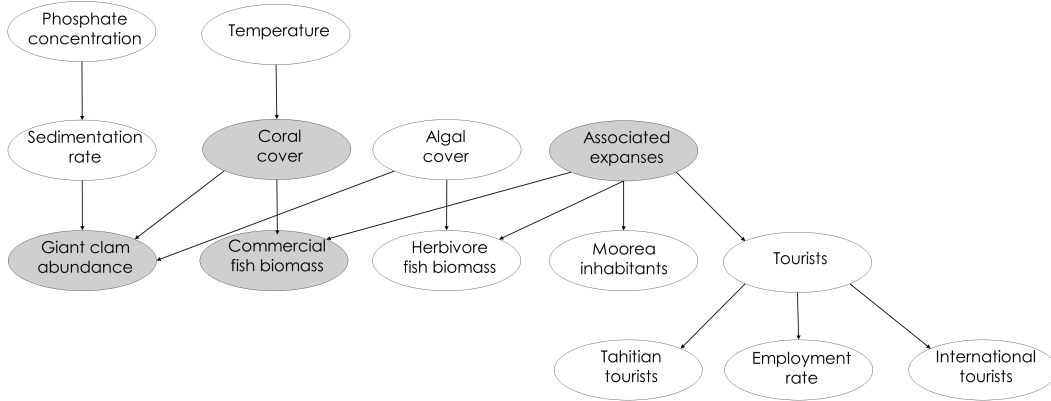 Phosphate
concentration
Temperature
Sedimentation
rate
Coral
cover
Algal
cover
Associated
expanses
Giant clam
abundance
Commercial
fish biomass
Herbivore
fish biomass
Moorea
inhabitants
Tourists
Tahitian
tourists
Employment
rate
International
tourists